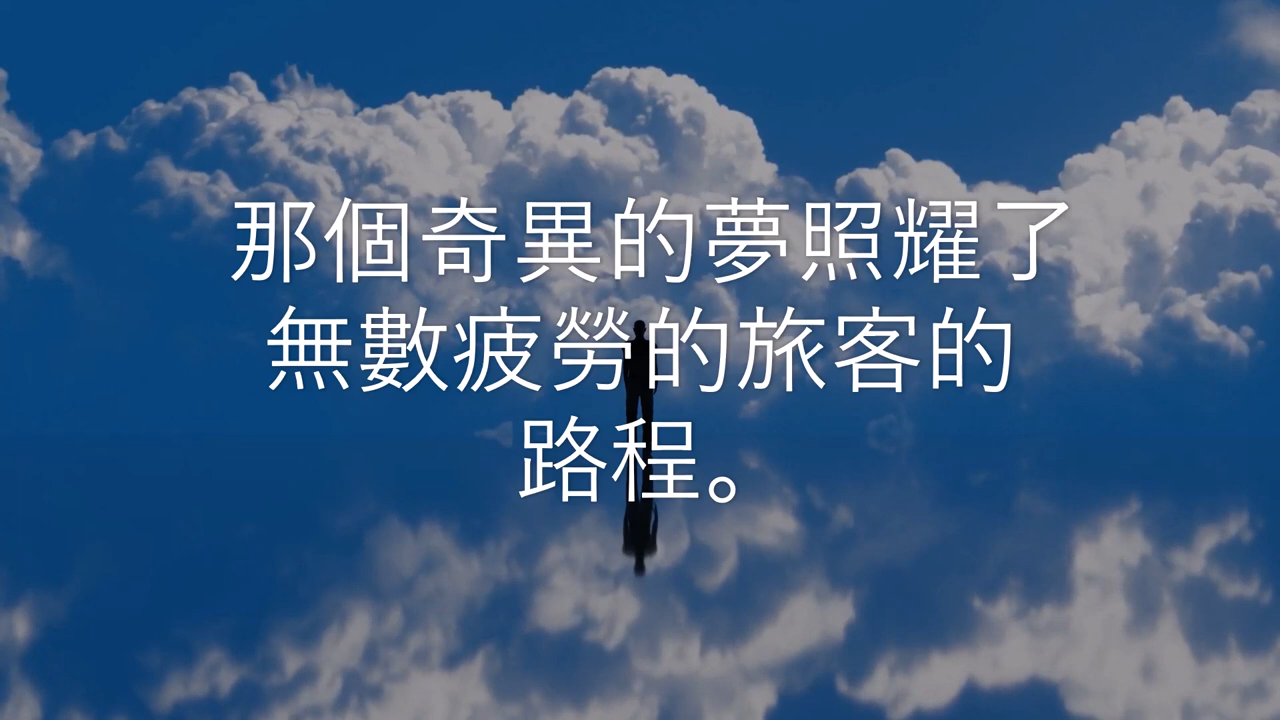 那個奇異的夢照耀了
無數疲勞的旅客的
路程。